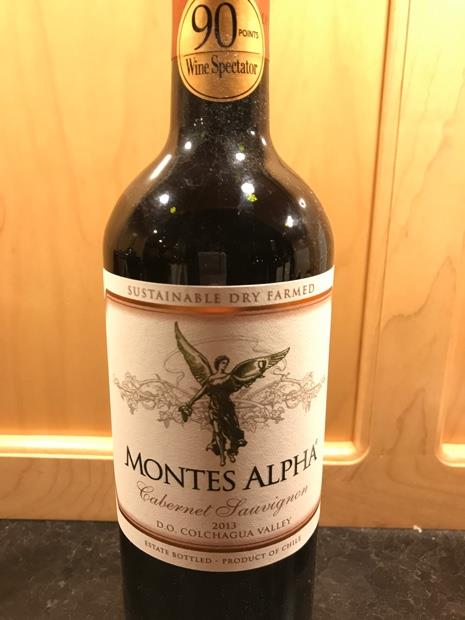 90 POINTS
Wine Spectator
SUSTAINABLE DRY FARMED
MONTES ALPHA®
Cabernet Sauvignon
2013
D.O. COLCHAGUA VALLEY
ESTATE BOTTLED - PRODUCT OF CHILE